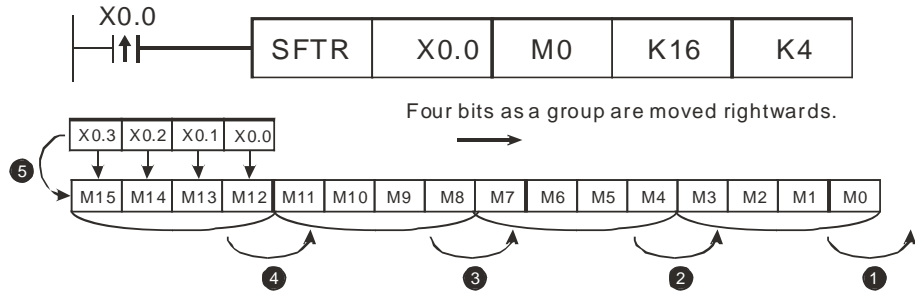 X0.0
SFTR X0.0 M0 K16 K4
Four bits as a group are moved rightwards.
X0.3 X0.2 X0.1 X0.0
5
M15 M14 M13 M12 M11 M10 M9 M8 M7 M6 M5 M4 M3 M2 M1 M0
4 3 2 1